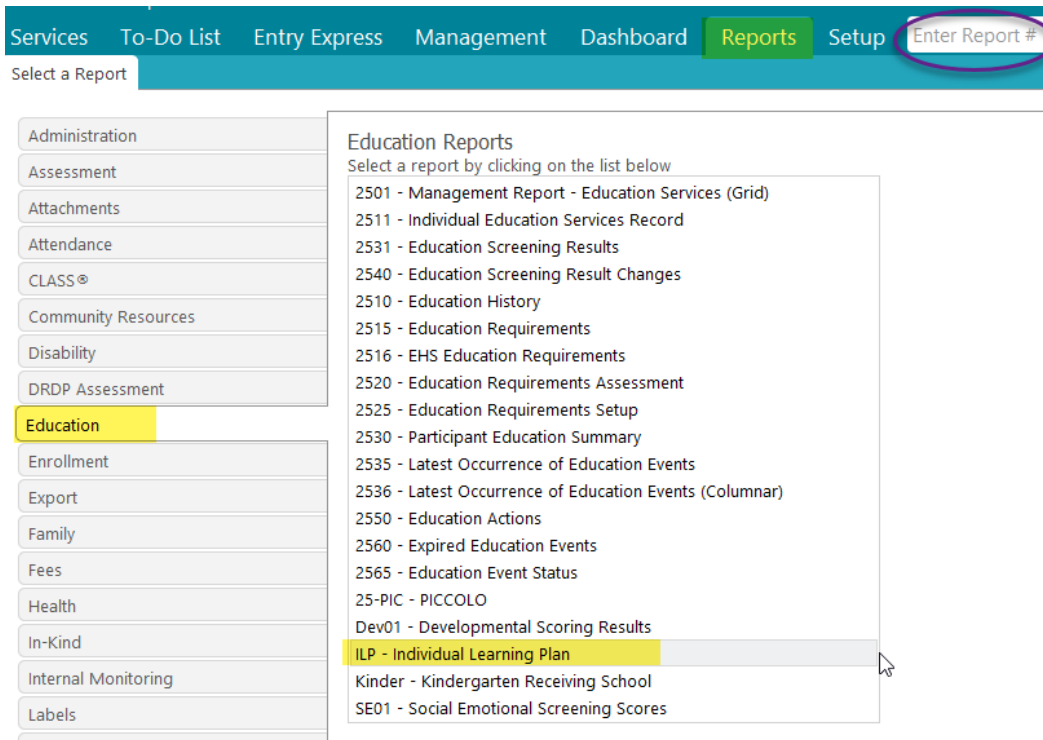 Services To-Do List Entry Express Management Dashboard Reports Setup Enter Report #
Select a Report
Administration
Assessment
Attachments
Attendance
CLASS®
Community Resources
Disability
DRDP Assessment
Education
Enrollment
Export
Family
Fees
Health
In-Kind
Internal Monitoring
Labels
Education Reports
Select a report by clicking on the list below
2501 - Management Report - Education Services (Grid)
2511 - Individual Education Services Record
2531 - Education Screening Results
2540 - Education Screening Result Changes
2510 - Education History
2515 - Education Requirements
2516 - EHS Education Requirements
2520 - Education Requirements Assessment
2525 - Education Requirements Setup
2530 - Participant Education Summary
2535 - Latest Occurrence of Education Events
2536 - Latest Occurrence of Education Events (Columnar)
2550 - Education Actions
2560 - Expired Education Events
2565 - Education Event Status
25-PIC - PICCOLO
Dev01 - Developmental Scoring Results
ILP - Individual Learning Plan
Kinder - Kindergarten Receiving School
SE01 - Social Emotional Screening Scores